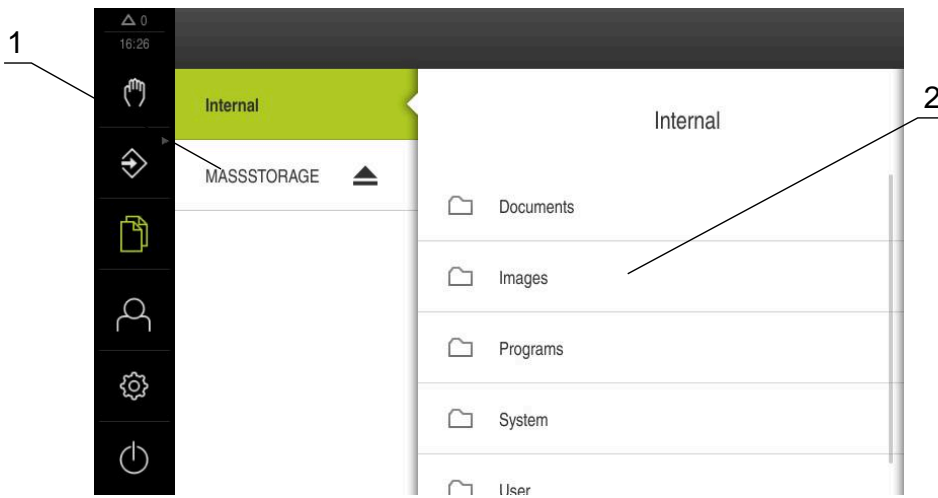 1
0
16:26
Internal
MASSSTORAGE
Internal
2
Documents
Images
Programs
System
User